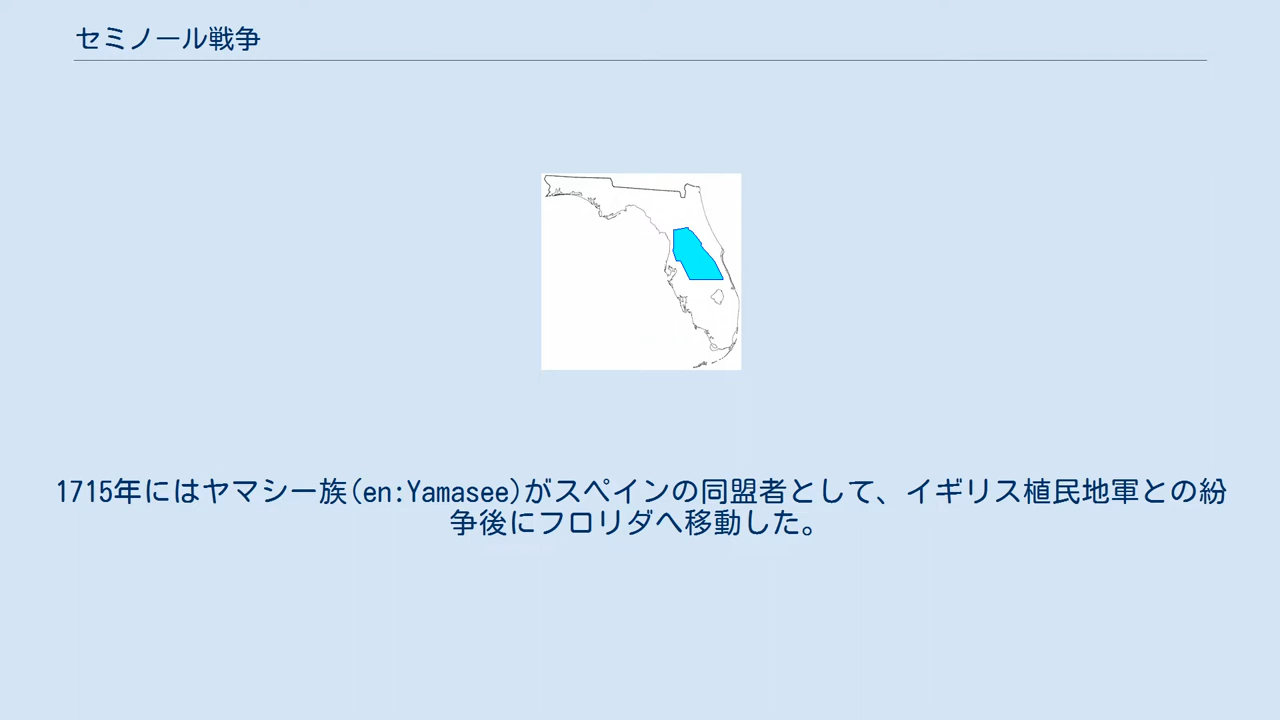 セミノール戦争
1715年にはヤマシー族(en:Yamasee)がスペインの同盟者として、イギリス植民地軍との紛
争後にフロリダへ移動した。